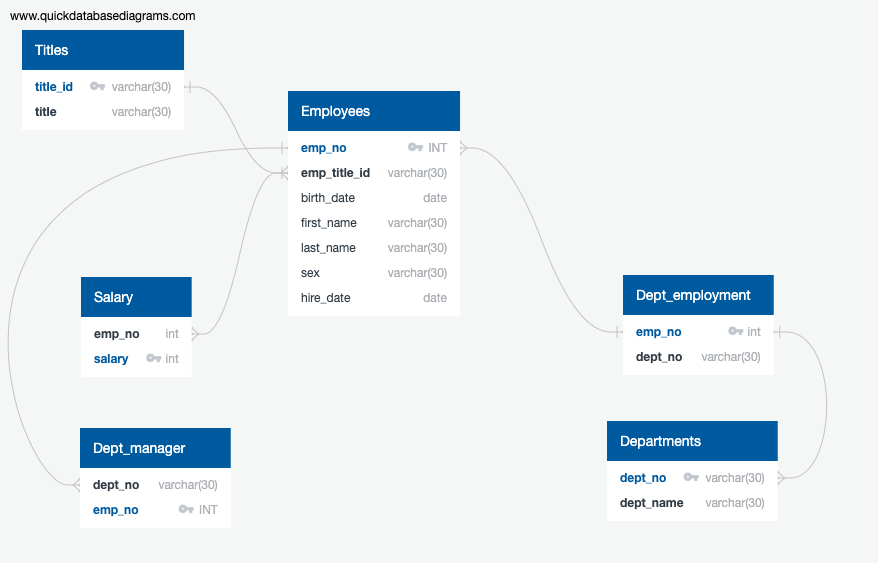 www.quickdatabasediagrams.com
Titles
title_id varchar(30)
title varchar(30)
Employees
emp_no INT
emp_title_id varchar(30)
birth_date date
first_name varchar(30)
last_name varchar(30)
sex varchar(30)
hire_date date
Salary
emp_no int
salary int
Dept_employment
emp_no int
dept_no varchar(30)
Dept_manager
dept_no varchar(30)
emp_no INT
Departments
dept_no varchar(30)
dept_name varchar(30)